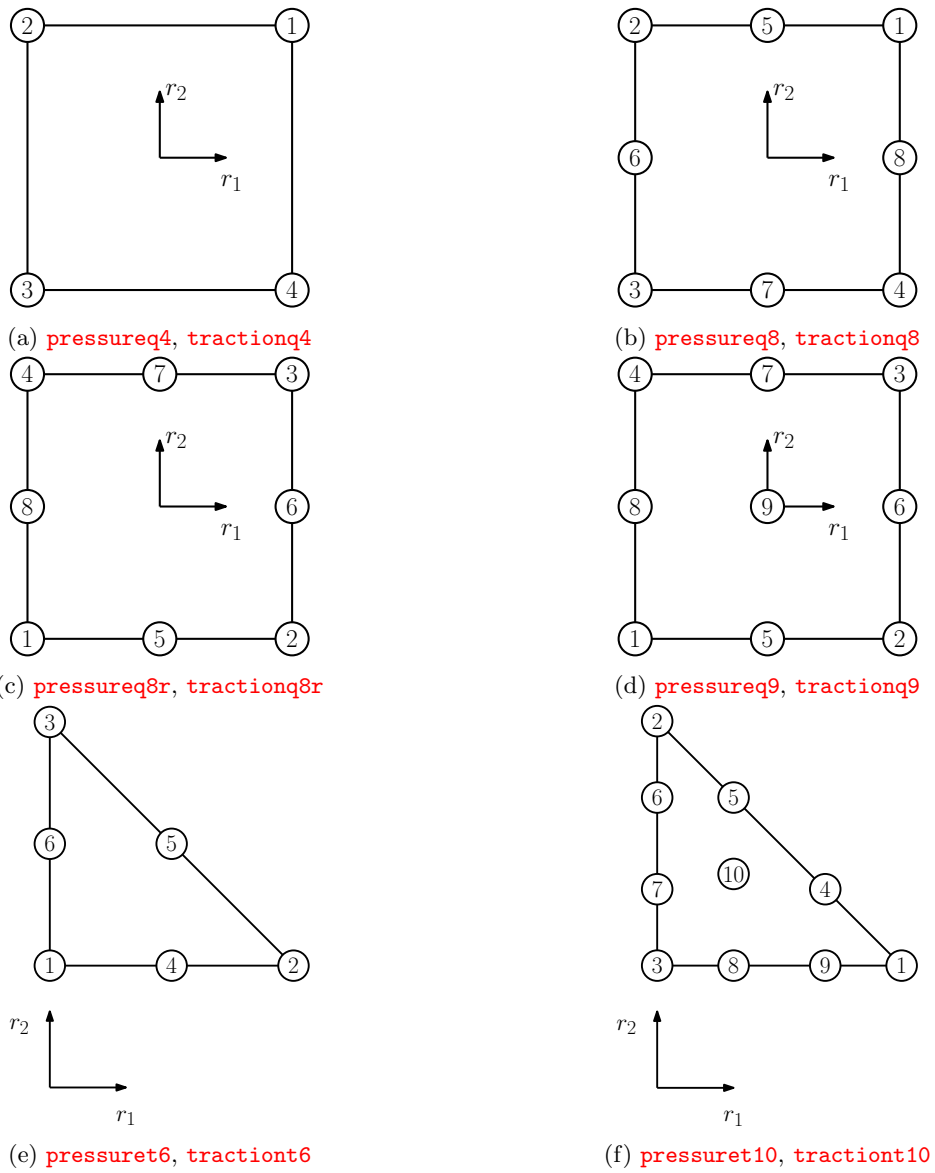 2 1 2 5 1
r2 r2
6 8
r1 r1
3 4 3 7 4
(a) pressureq4, tractionq4 (b) pressureq8, tractionq8
4 7 3 4 7 3
r2 r2
8 6 8 9 6
r1 r1
1 5 2 1 5 2
(c) pressureq8r, tractionq8r (d) pressureq9, tractionq9
3 2
6 5
6 5
10
7 4
1 4 2 3 8 9 1
r2 r2
r1 r1
(e) pressuret6, tractiont6 (f) pressuret10, tractiont10